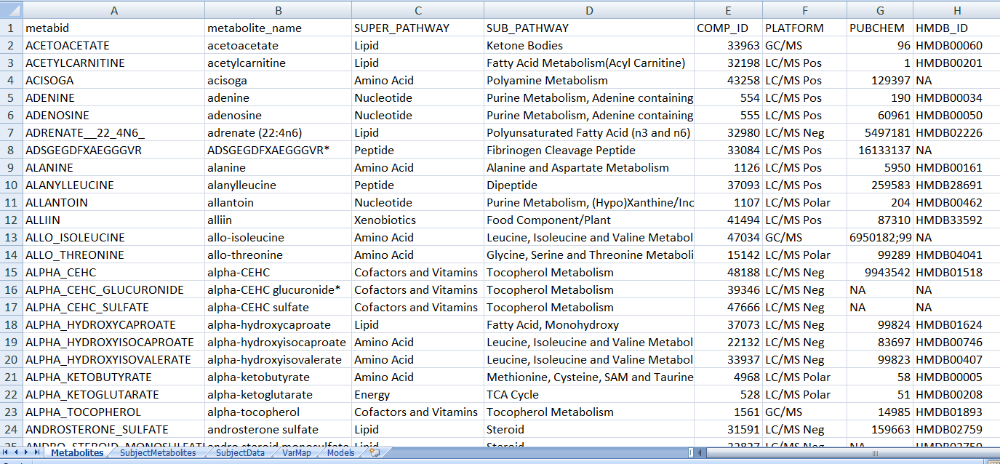 A B C D E F G H
1 metabid metabolite_name SUPER_PATHWAY SUB_PATHWAY COMP_ID PLATFORM PUBCHEM HMDB_ID
2 ACETOACETATE acetoacetate Lipid Ketone Bodies 33963 GC/MS 96 HMDB00060
3 ACETYLCARNITINE acetylcarnitine Lipid Fatty Acid Metabolism(Acyl Carnitine) 32198 LC/MS Pos 1 HMDB00201
4 ACISOGA acisoga Amino Acid Polyamine Metabolism 43258 LC/MS Pos 129397 NA
5 ADENINE adenine Nucleotide Purine Metabolism, Adenine containing 554 LC/MS Pos 190 HMDB00034
6 ADENOSINE adenosine Nucleotide Purine Metabolism, Adenine containing 555 LC/MS Pos 60961 HMDB00050
7 ADRENATE__22_4N6_ adrenate (22:4n6) Lipid Polyunsaturated Fatty Acid (n3 and n6) 32980 LC/MS Neg 5497181 HMDB02226
8 ADSGEGDFXAEGGGVR ADSGEGDFXAEGGGVR* Peptide Fibrinogen Cleavage Peptide 33084 LC/MS Pos 16133137 NA
9 ALANINE alanine Amino Acid Alanine and Aspartate Metabolism 1126 LC/MS Pos 5950 HMDB00161
10 ALANYLLEUCINE alanylleucine Peptide Dipeptide 37093 LC/MS Pos 259583 HMDB28691
11 ALLANTOIN allantoin Nucleotide Purine Metabolism, (Hypo)Xanthine/Inc 1107 LC/MS Polar 204 HMDB00462
12 ALLIIN alliin Xenobiotics Food Component/Plant 41494 LC/MS Pos 87310 HMDB33592
13 ALLO_ISOLEUCINE allo-isoleucine Amino Acid Leucine, Isoleucine and Valine Metabol 47034 GC/MS 6950182;99 NA
14 ALLO_THREONINE allo-threonine Amino Acid Glycine, Serine and Threonine Metaboli 15142 LC/MS Polar 99289 HMDB04041
15 ALPHA_CEHC alpha-CEHC Cofactors and Vitamins Tocopherol Metabolism 48188 LC/MS Neg 9943542 HMDB01518
16 ALPHA_CEHC_GLUCURONIDE alpha-CEHC glucuronide* Cofactors and Vitamins Tocopherol Metabolism 39346 LC/MS Neg NA NA
17 ALPHA_CEHC_SULFATE alpha-CEHC sulfate Cofactors and Vitamins Tocopherol Metabolism 47666 LC/MS Neg NA NA
18 ALPHA_HYDROXYCAPROATE alpha-hydroxycaproate Lipid Fatty Acid, Monohydroxy 37073 LC/MS Neg 99824 HMDB01624
19 ALPHA_HYDROXYISOCAPROATE alpha-hydroxyisocaproate Amino Acid Leucine, Isoleucine and Valine Metabol 22132 LC/MS Neg 83697 HMDB00746
20 ALPHA_HYDROXYISOVALERATE alpha-hydroxyisovalerate Amino Acid Leucine, Isoleucine and Valine Metabol 33937 LC/MS Neg 99823 HMDB00407
21 ALPHA_KETOBUTYRATE alpha-ketobutyrate Amino Acid Methionine, Cysteine, SAM and Taurine 4968 LC/MS Polar 58 HMDB00005
22 ALPHA_KETOGLUTARATE alpha-ketoglutarate Energy TCA Cycle 528 LC/MS Polar 51 HMDB00208
23 ALPHA_TOCOPHEROL alpha-tocopherol Cofactors and Vitamins Tocopherol Metabolism 1561 GC/MS 14985 HMDB01893
24 ANDROSTERONE_SULFATE androsterone sulfate Lipid Steroid 31591 LC/MS Neg 159663 HMDB02759
25 Lipid Steroid 32827 LC/MS Neg NA HMDB02759
Metabolites SubjectMetabolites SubjectData VarMap Models